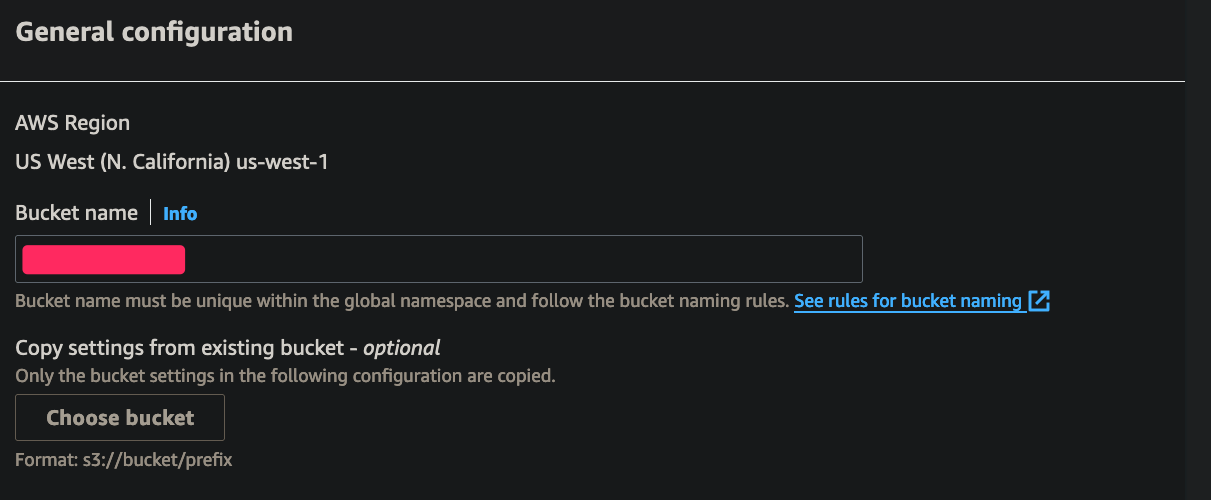 General configuration
AWS Region
US West (N. California) us-west-1
Bucket name
Info
Bucket name must be unique within the global namespace and follow the bucket naming rules. See rules for bucket naming
Copy settings from existing bucket - optional
Only the bucket settings in the following configuration are copied.
Choose bucket
Format: s3://bucket/prefix